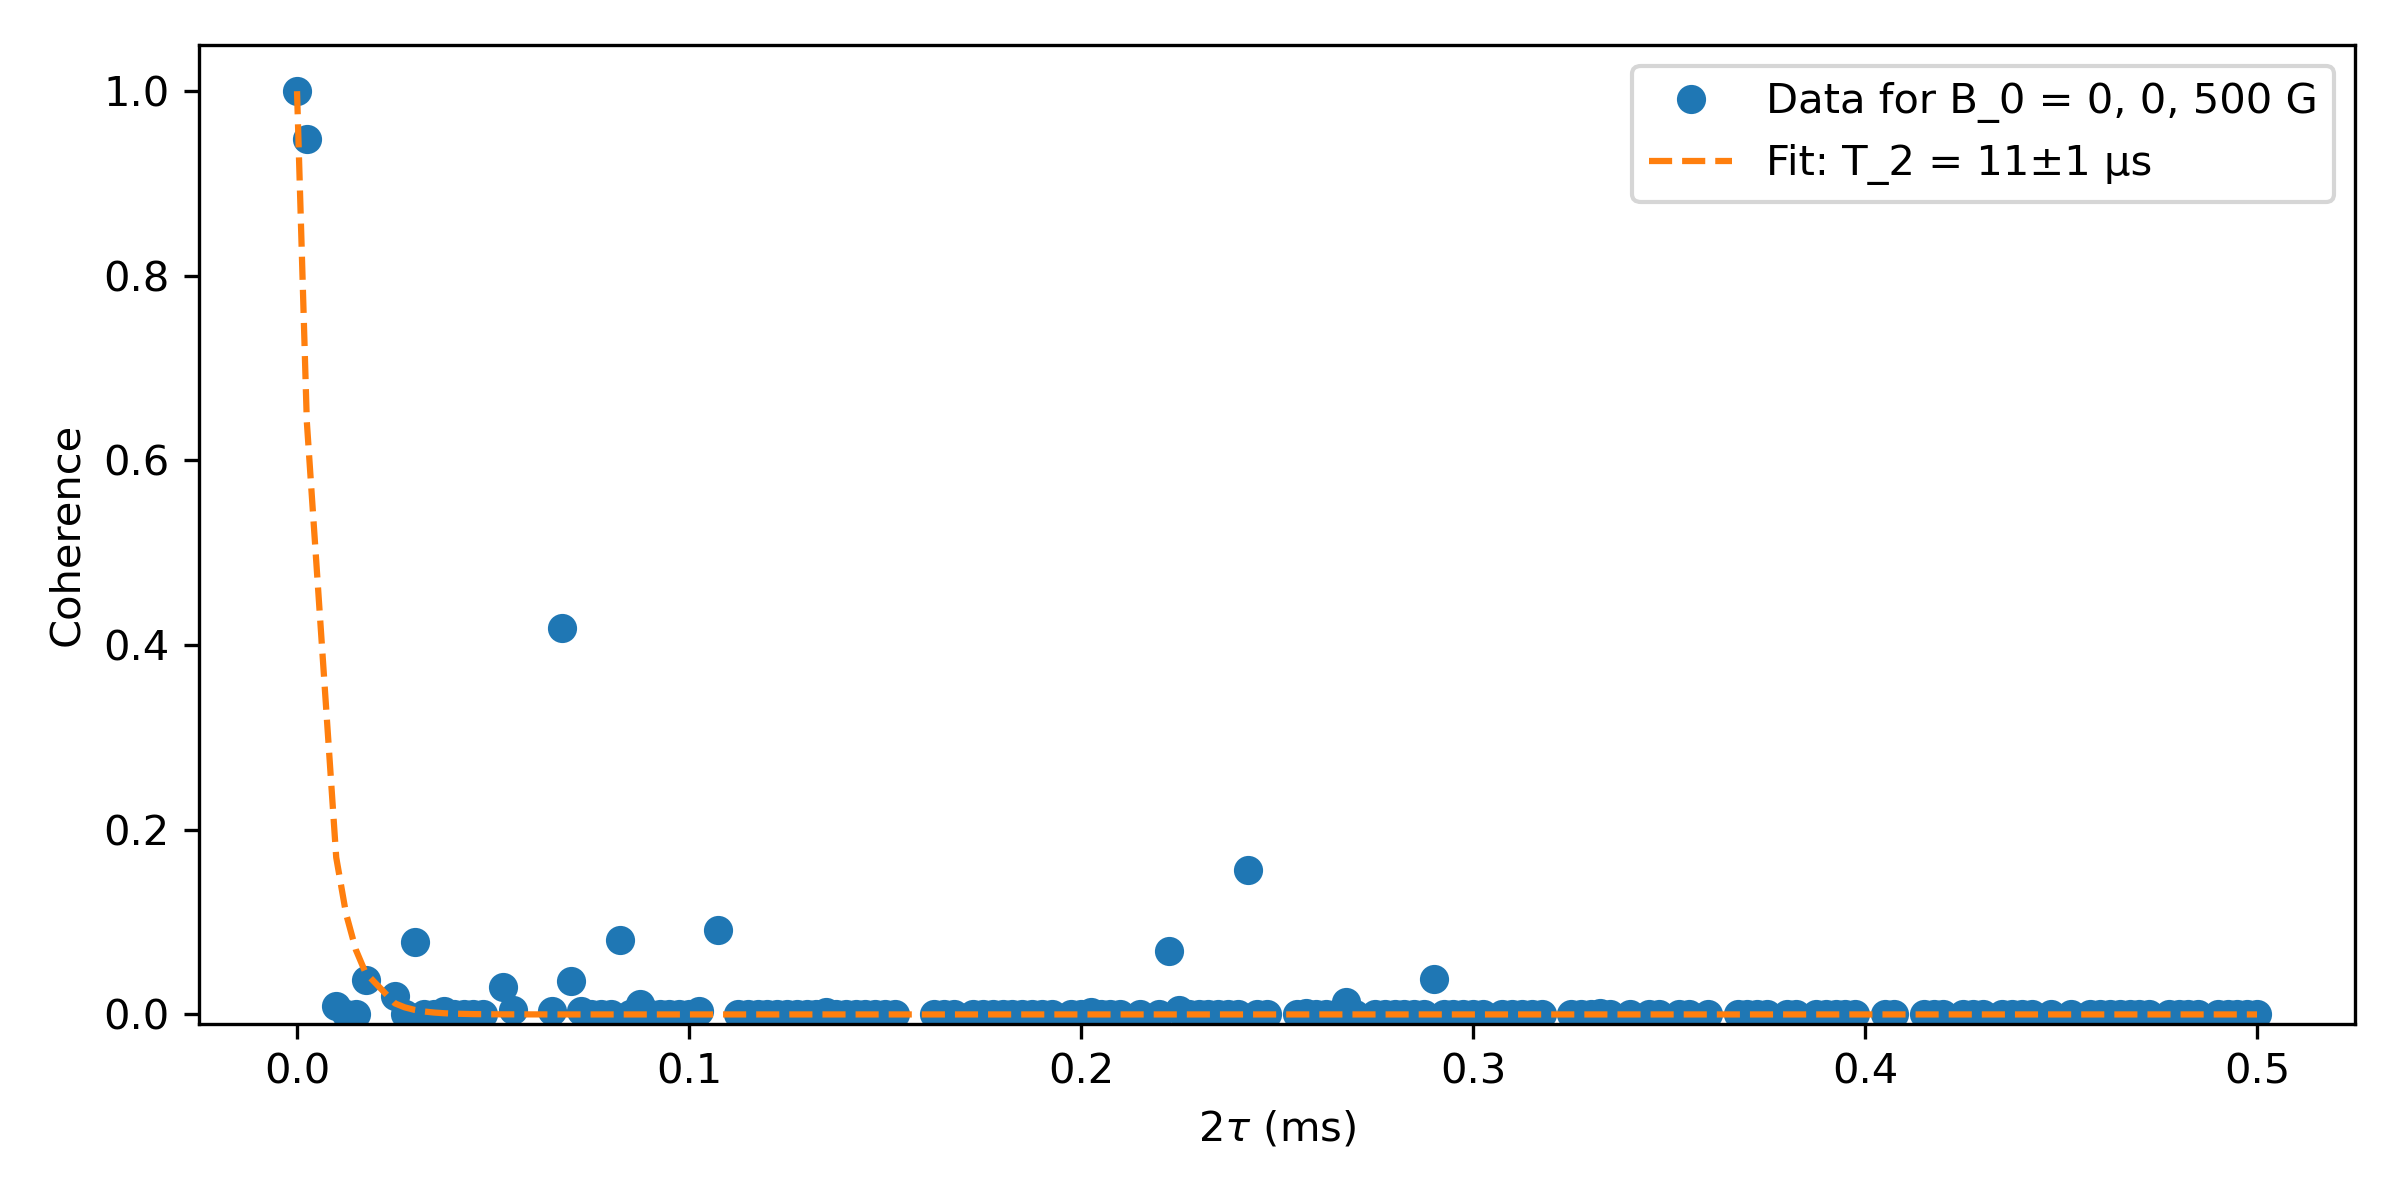 1.0
0.8
0.6
0.4
0.2
0.0
Coherence
Data for B_0 = 0, 0, 500 G
Fit: T_2 = 11±1 μs
0.0 0.1 0.2 0.3 0.4 0.5
2τ (ms)